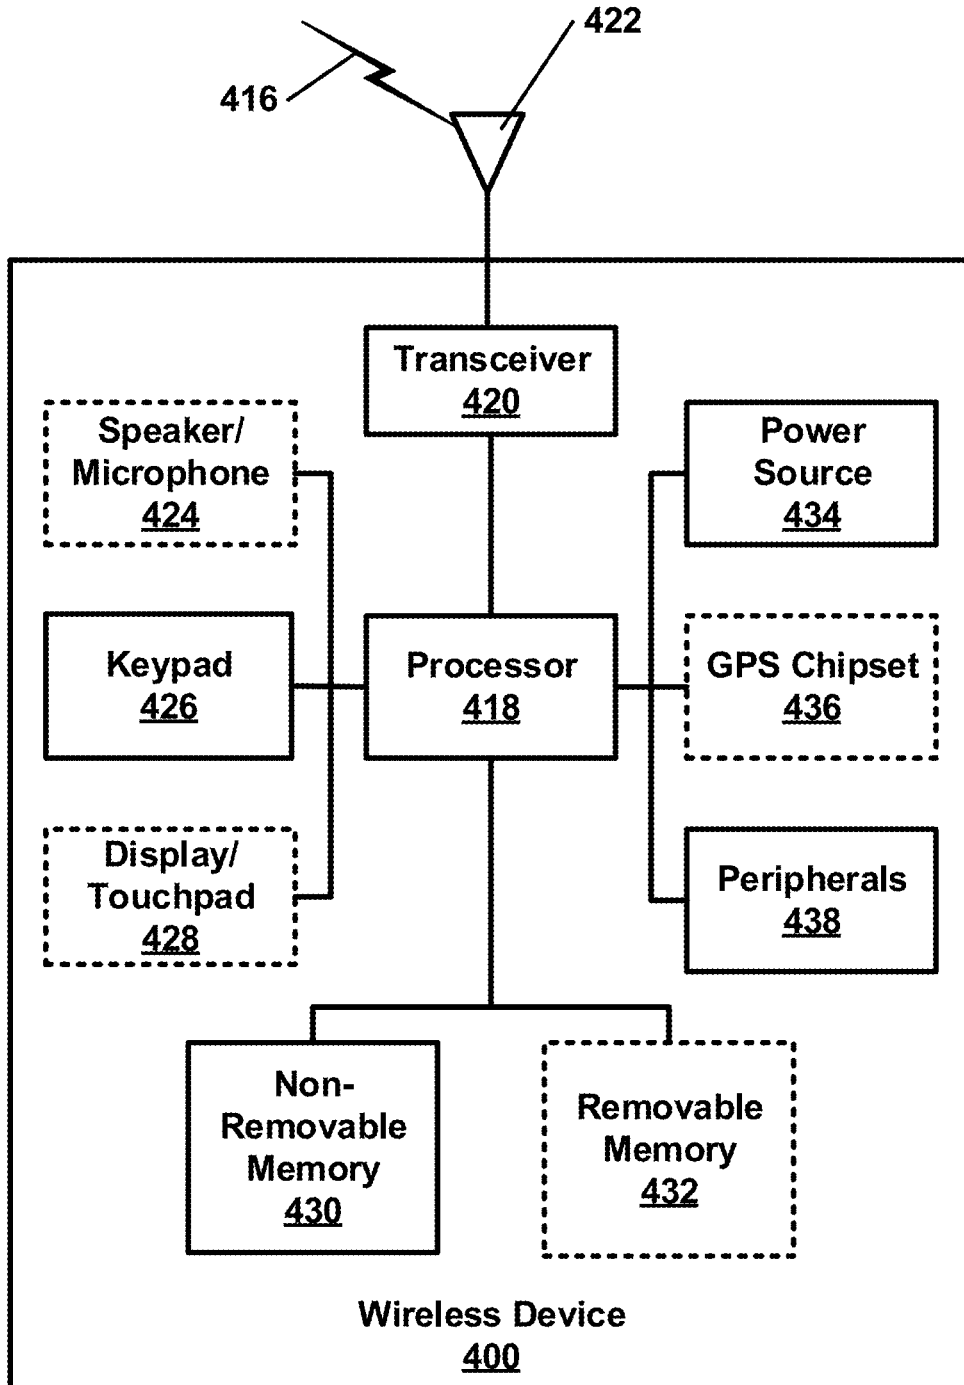 422
416
Transceiver
420
Speaker/
Microphone
424
Power
Source
434
Keypad
426
Processor
418
GPS Chipset
436
Display/
Touchpad
428
Peripherals
438
Non-
Removable
Memory
430
Removable
Memory
432
Wireless Device
400